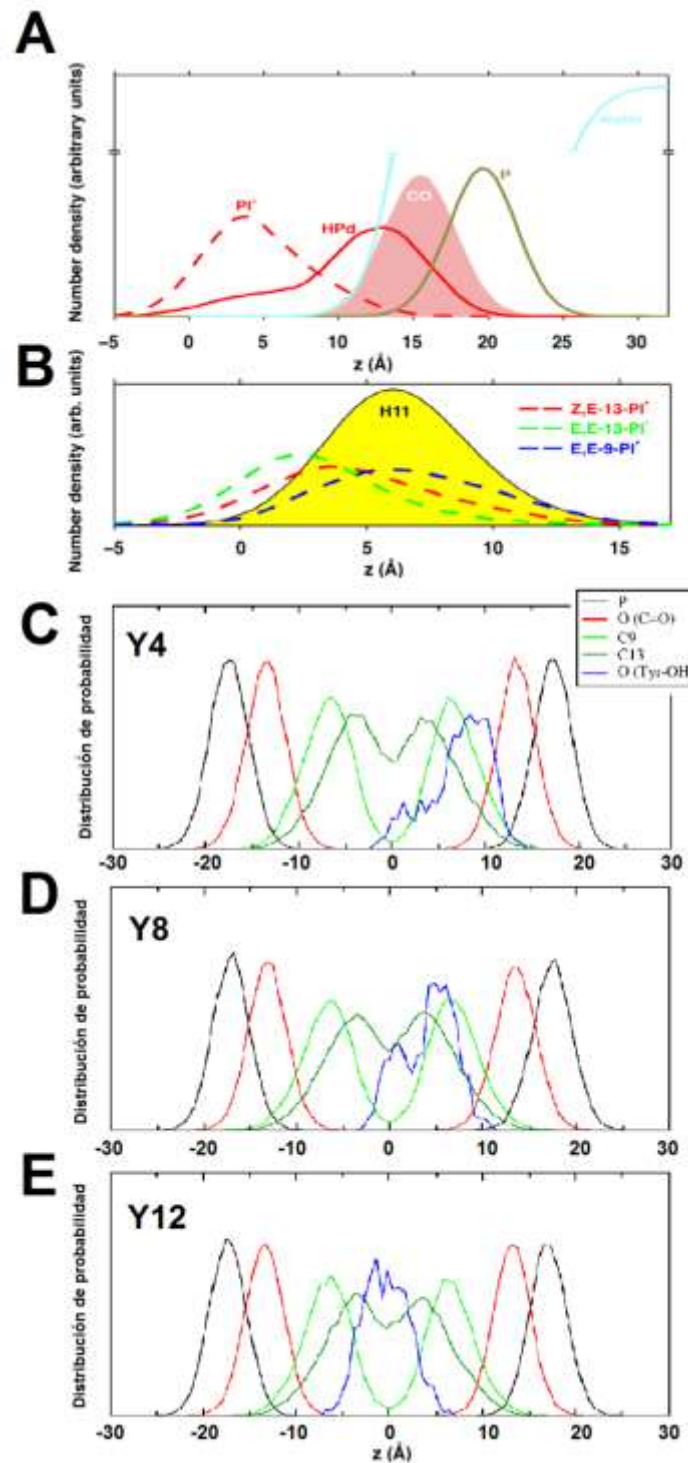 A
Number density (arbitrary units)
PI•
HPd
CO
P
-5 0 5 10 15 20 25 30
z (Å)
B
Number density (arb. units)
H11
Z,E-13-PI•
E,E-13-PI•
E,E-9-PI•
-5 0 5 10 15
z (Å)
C
Distribución de probabilidad
Y4
P
O (C=O)
C9
C13
O (Tyr-OH
-30 -20 -10 0 10 20 30
D
Distribución de probabilidad
Y8
-30 -20 -10 0 10 20 30
E
Distribución de probabilidad
Y12
-30 -20 -10 0 10 20 30
z (Å)